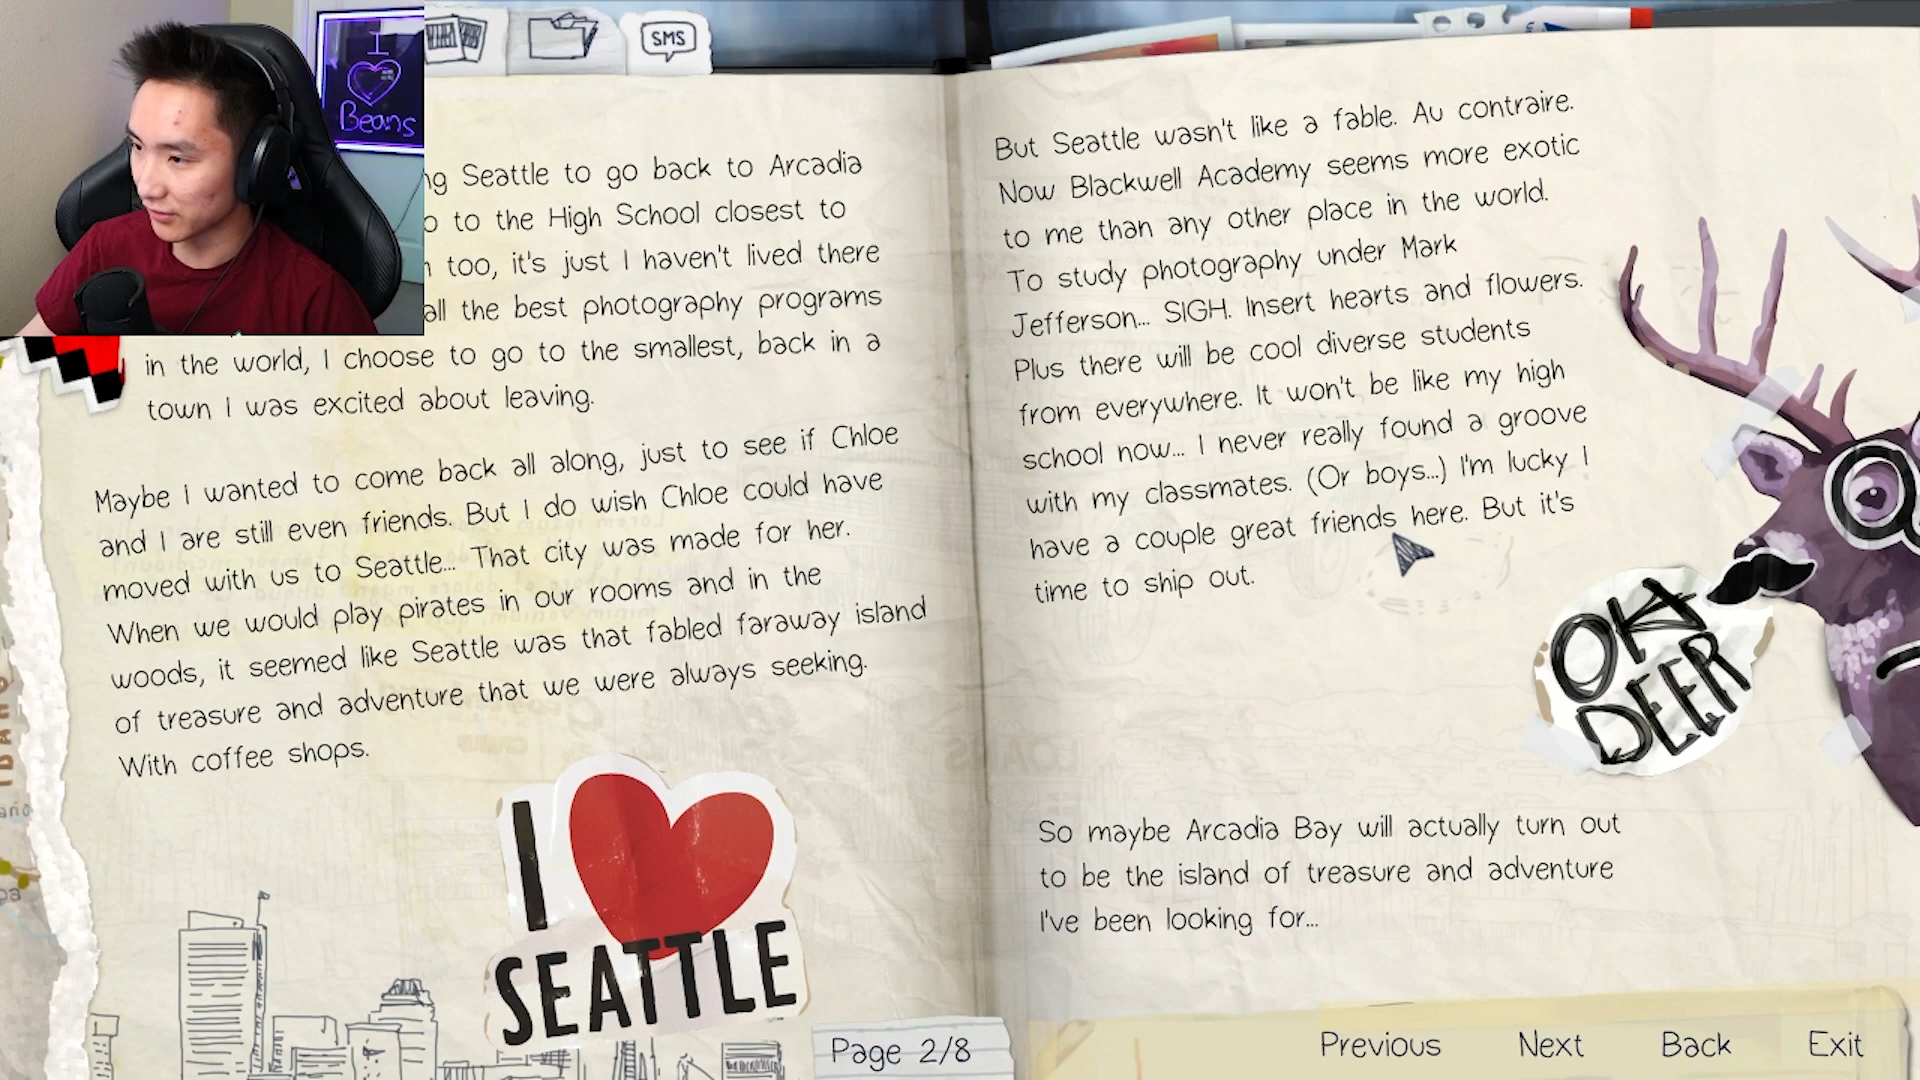 I
Beans
SMS
Seattle to go back to Arcadia
to the High School closest to
too, it's just I haven't lived there
all the best photography programs
in the world, I choose to go to the smallest, back in a
town I was excited about leaving.
Maybe I wanted to come back all along, just to see if Chloe
and I are still even friends. But I do wish Chloe could have
moved with us to Seattle... That city was made for her.
When we would play pirates in our rooms and in the
woods, it seemed like Seattle was that fabled faraway island
of treasure and adventure that we were always seeking.
With coffee shops.
I
SEATTLE
Page 2/8
But Seattle wasn't like a fable. Au contraire.
Now Blackwell Academy seems more exotic
to me than any other place in the world.
To study photography under Mark
Jefferson... SIGH. Insert hearts and flowers.
Plus there will be cool diverse students
from everywhere. It won't be like my high
school now... I never really found a groove
with my classmates. (Or boys...) I'm lucky I
have a couple great friends here. But it's
time to ship out.
OH
DEER
So maybe Arcadia Bay will actually turn out
to be the island of treasure and adventure
I've been looking for...
Previous Next Back Exit